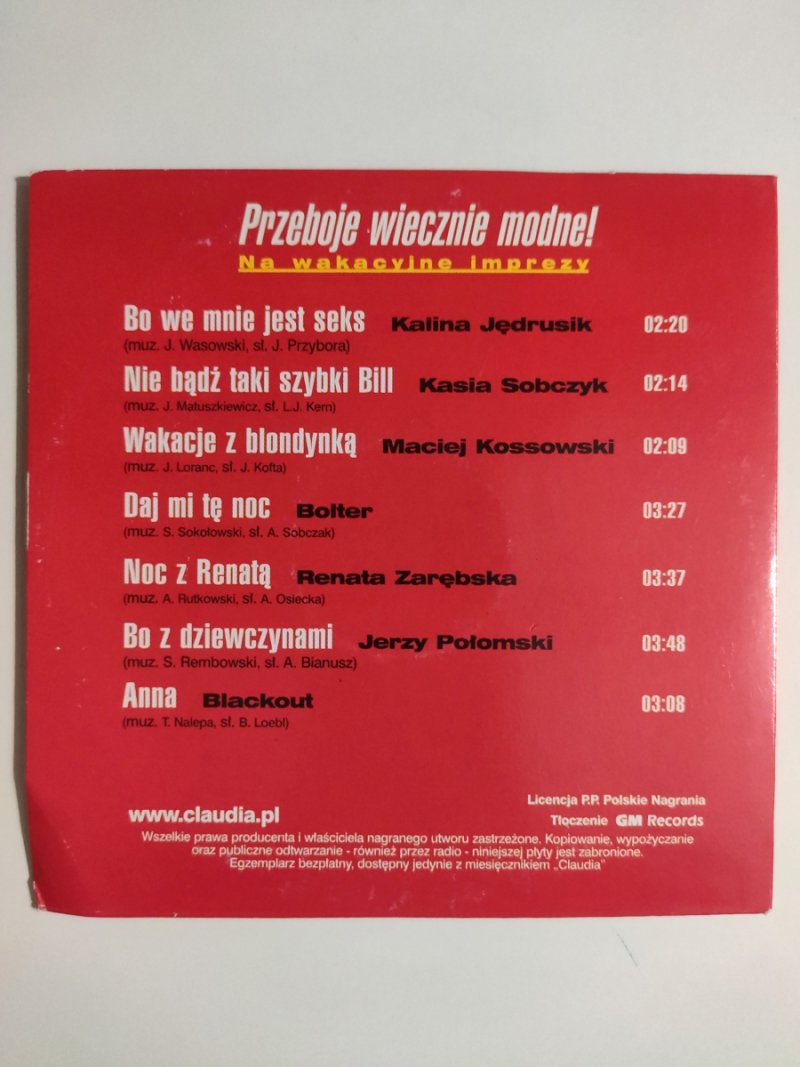 Przeboje wiecznie modne!
Na wakacyjne imprezy
Bo we mnie jest seks Kalina Jędrusik 02:20
(muz. J. Wasowski, sł. J. Przybora)
Nie bądź taki szybki Bill Kasia Sobczyk 02:14
(muz. J. Matuszkiewicz, sł. L.J. Kern)
Wakacje z blondynką Maciej Kossowski 02:09
(muz. J. Loranc, sł. J. Kofta)
Daj mi tę noc Bolter 03:27
(muz. S. Sokołowski, sł. A. Sobczak)
Noc z Renatą Renata Zarębska 03:37
(muz. A. Rutkowski, sł. A. Osiecka)
Bo z dziewczynami Jerzy Połomski 03:48
(muz. S. Rembowski, sł. A. Bianusz)
Anna Blackout 03:08
(muz. T. Nalepa, sł. B. Loebl)
Licencja P.P. Polskie Nagrania
www.claudia.pl Tłoczenie GM Records
Wszelkie prawa producenta i właściciela nagranego utworu zastrzeżone. Kopiowanie, wypożyczanie
oraz publiczne odtwarzanie - również przez radio - niniejszej płyty jest zabronione.
Egzemplarz bezpłatny, dostępny jedynie z miesięcznikiem „Claudia”